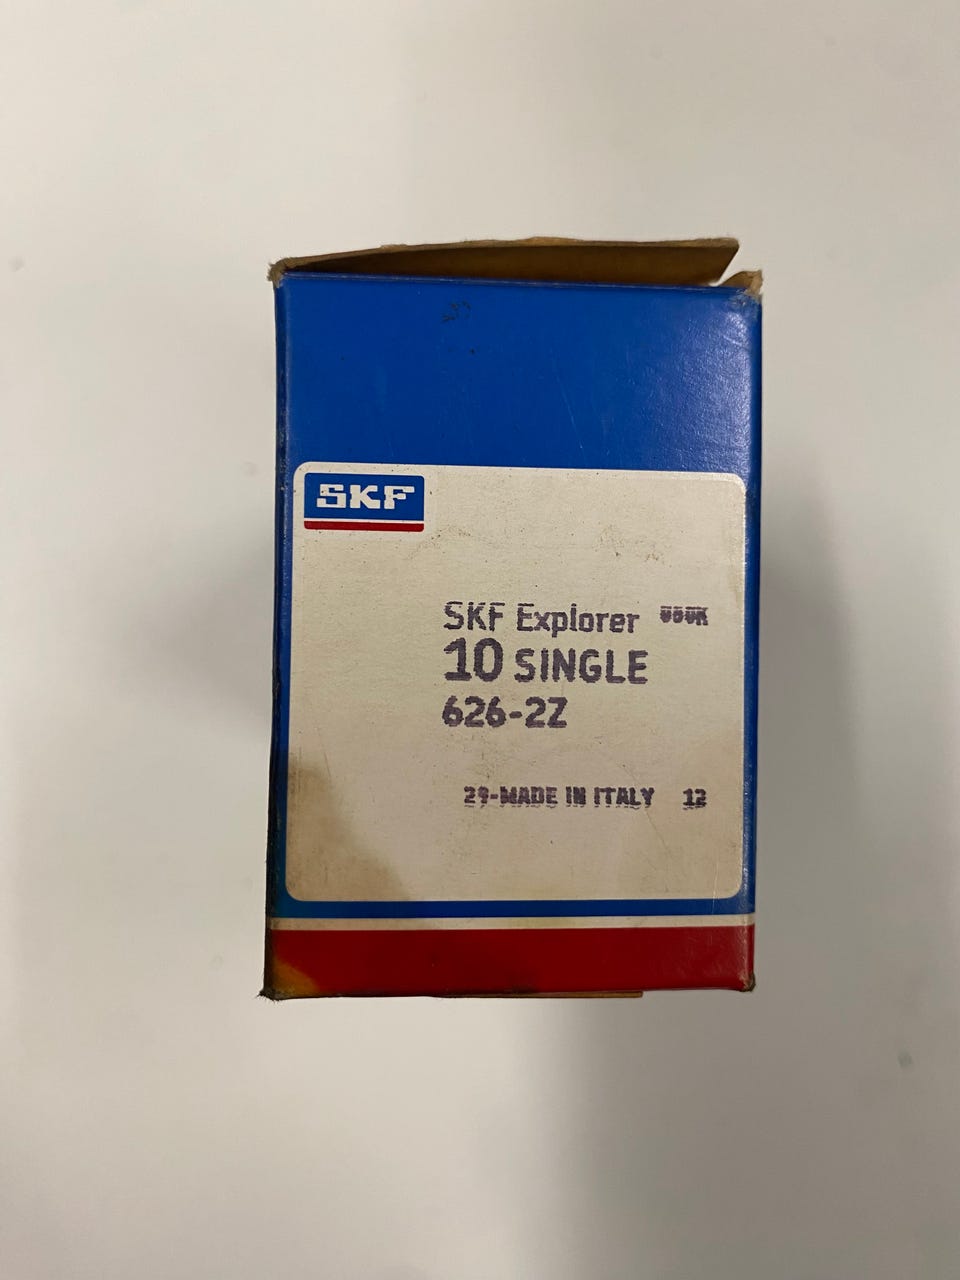 SKF
SKF Explorer
10 SINGLE
626-2Z
29-MADE IN ITALY 12